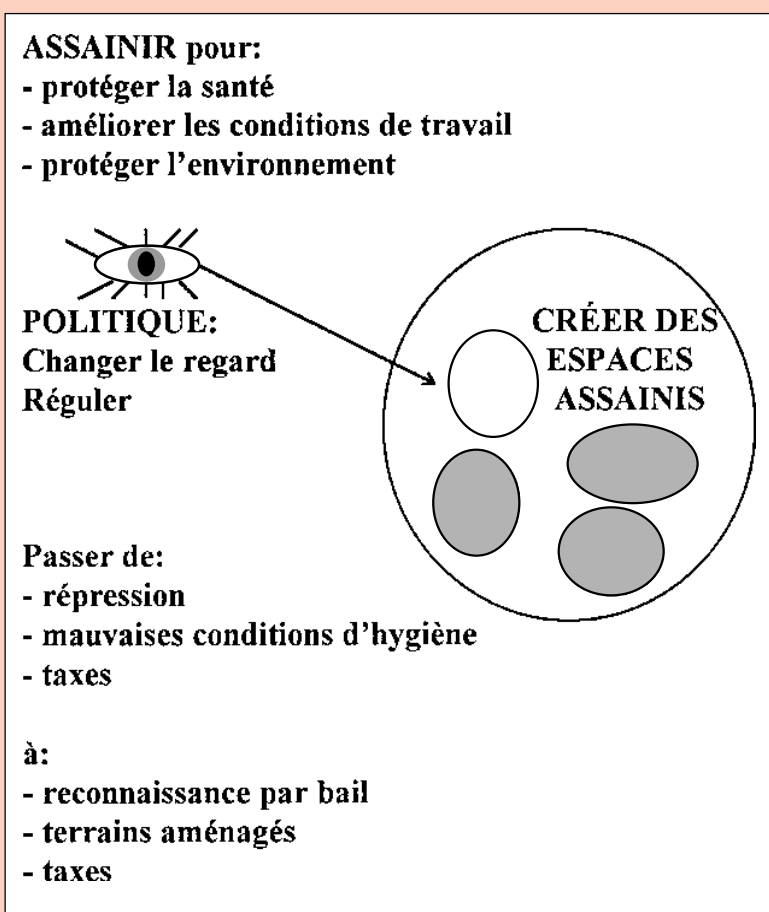 ASSAINIR pour:
- protéger la santé
- améliorer les conditions de travail
- protéger l'environnement
POLITIQUE:
Changer le regard
Réguler
CRÉER DES
ESPACES
ASSAINIS
Passer de:
- répression
- mauvaises conditions d'hygiène
- taxes
à:
- reconnaissance par bail
- terrains aménagés
- taxes